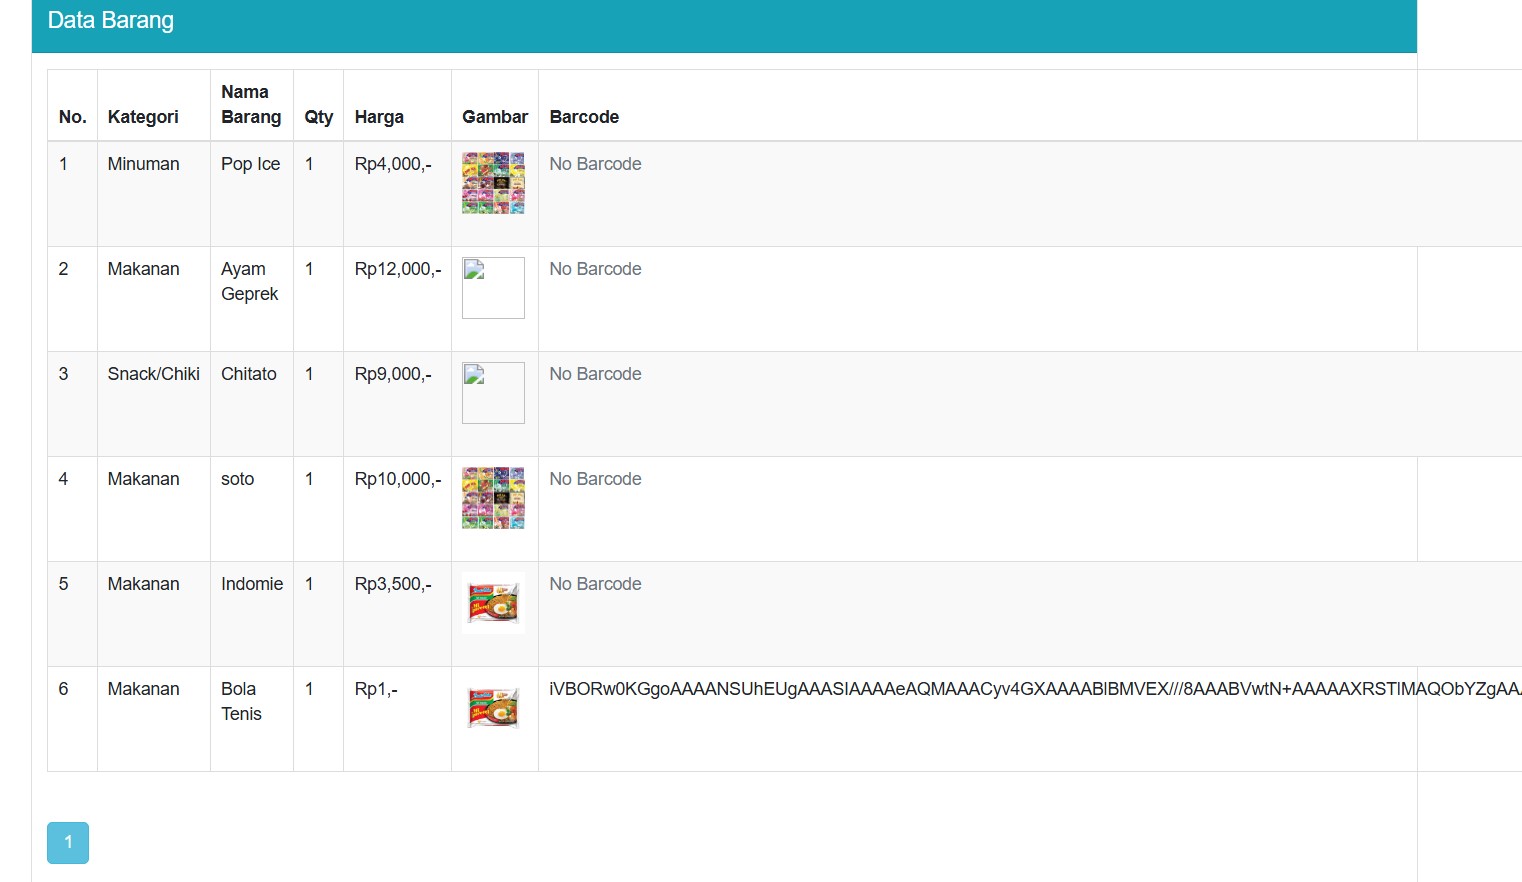 Data Barang
No. Kategori Nama Barang Qty Harga Gambar Barcode
1 Minuman Pop Ice 1 Rp4,000,- No Barcode
2 Makanan Ayam Geprek 1 Rp12,000,- No Barcode
3 Snack/Chiki Chitato 1 Rp9,000,- No Barcode
4 Makanan soto 1 Rp10,000,- No Barcode
5 Makanan Indomie 1 Rp3,500,- No Barcode
6 Makanan Bola Tenis 1 Rp1,- iVBORw0KGgoAAAANSUhEUgAAASIAAAAeAQMAAACyv4GXAAAABlBMVEX///8AAABVwtN+AAAAAXRSTlMAQObYZgAA
1